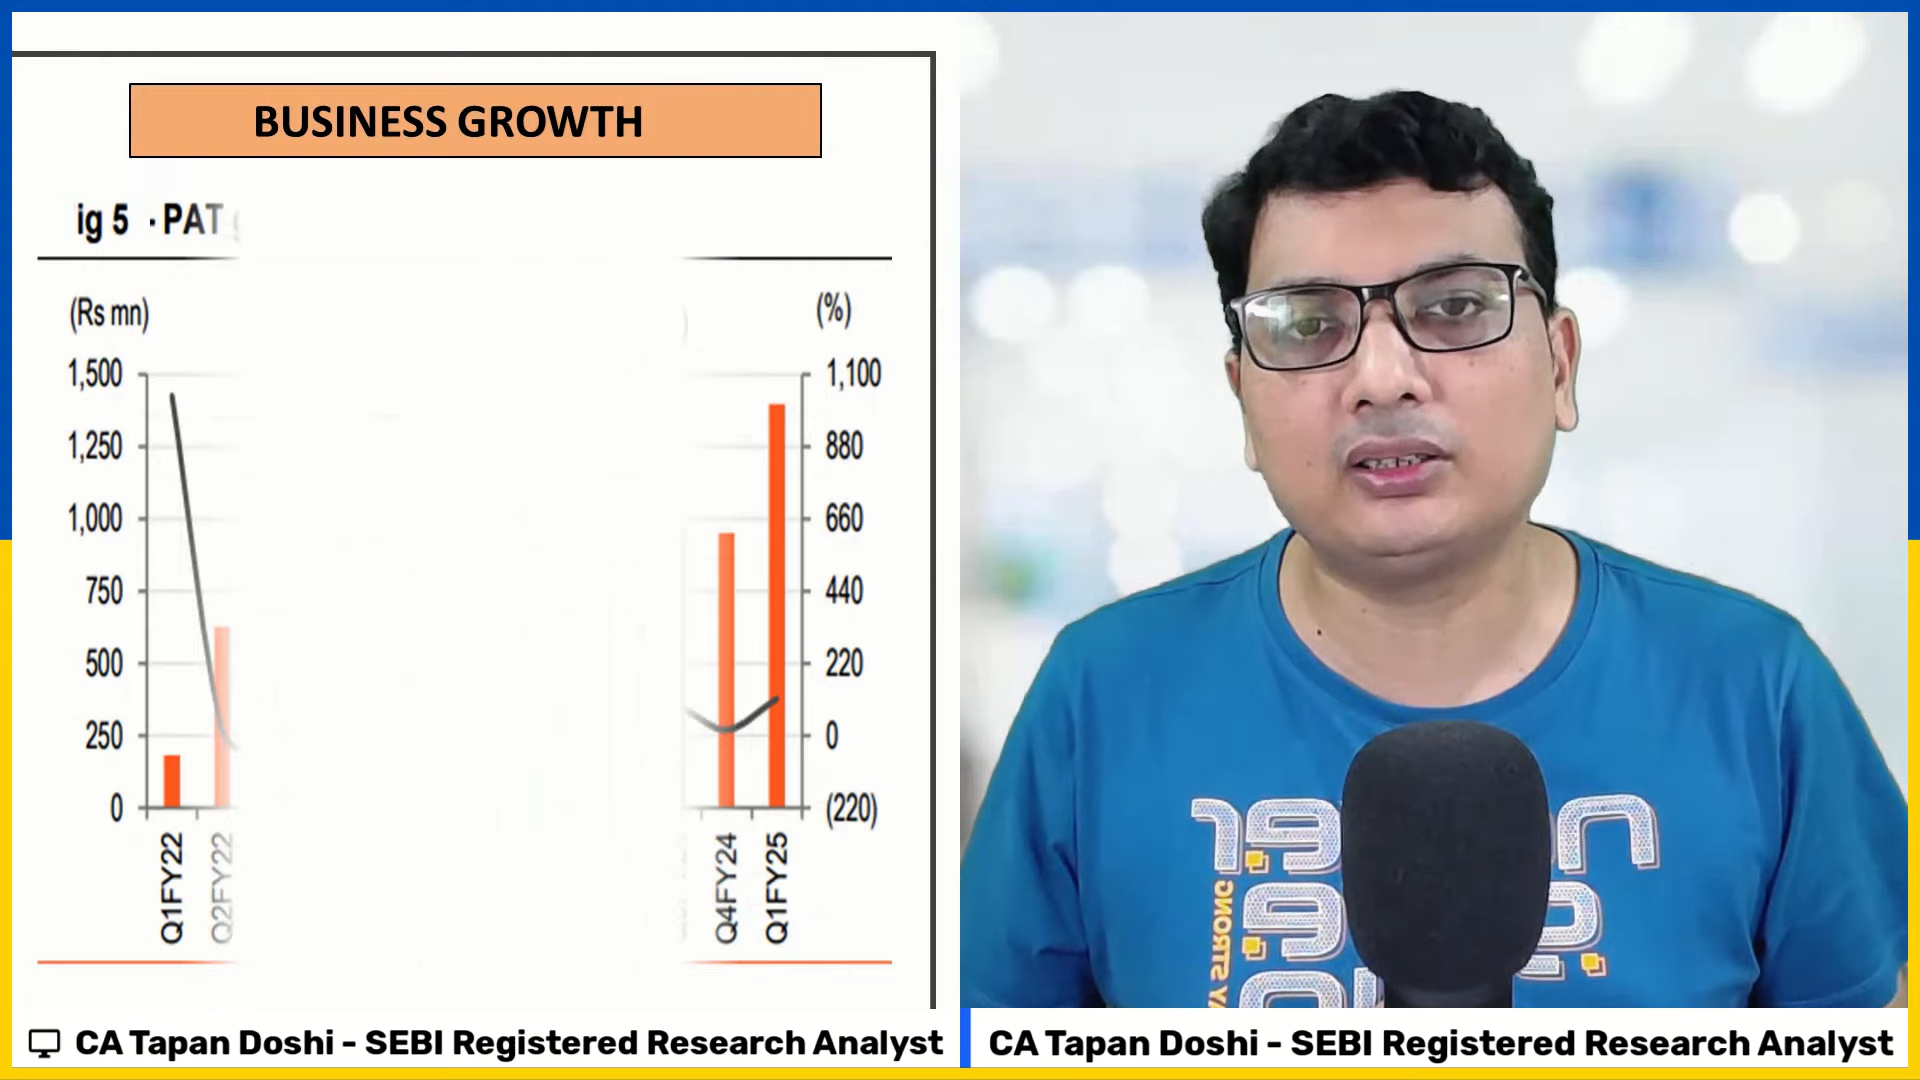 BUSINESS GROWTH
ig 5 - PAT
(Rs mn)
(%)
1,500
1,100
1,250
880
1,000
660
750
440
500
220
250
0
0
(220)
Q1FY22
Q2FY22
Q4FY24
Q1FY25
CA Tapan Doshi - SEBI Registered Research Analyst
CA Tapan Doshi - SEBI Registered Research Analyst